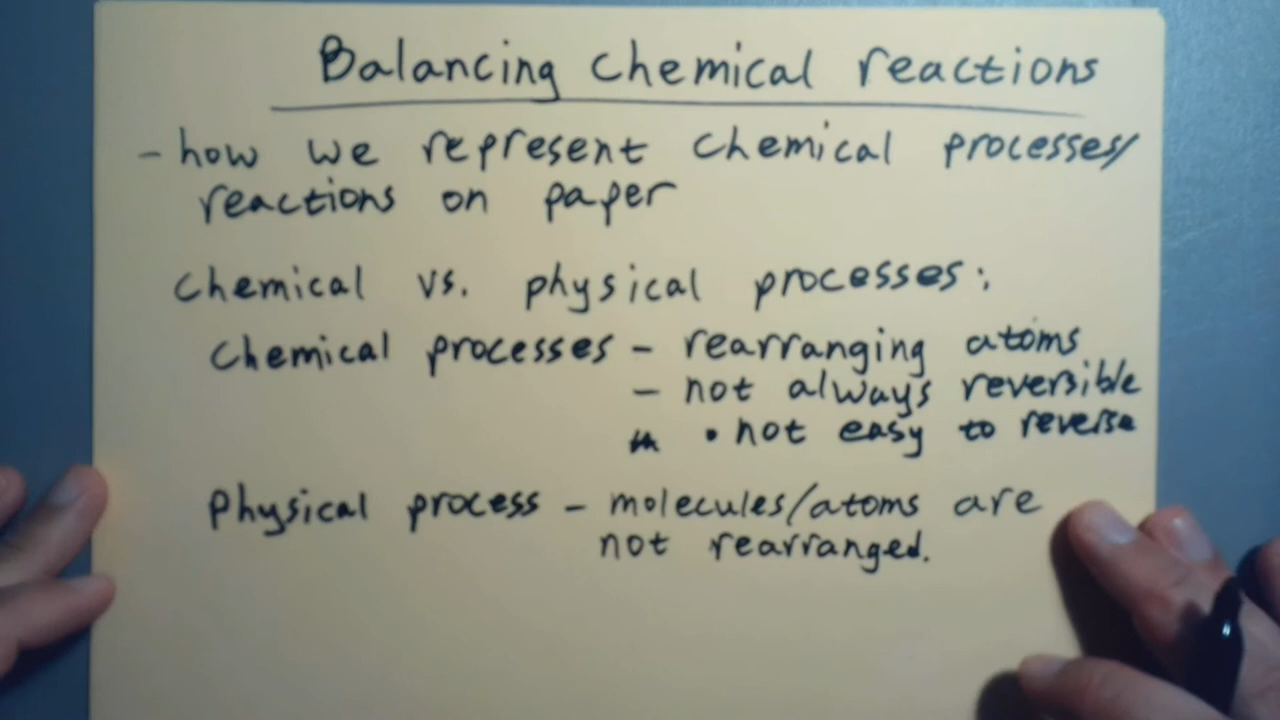 Balancing chemical reactions
- how we represent chemical processes/
reactions on paper
Chemical vs. physical processes:
Chemical processes - rearranging atoms
- not always reversible
• not easy to reverse
Physical process - molecules/atoms are
not rearranged.